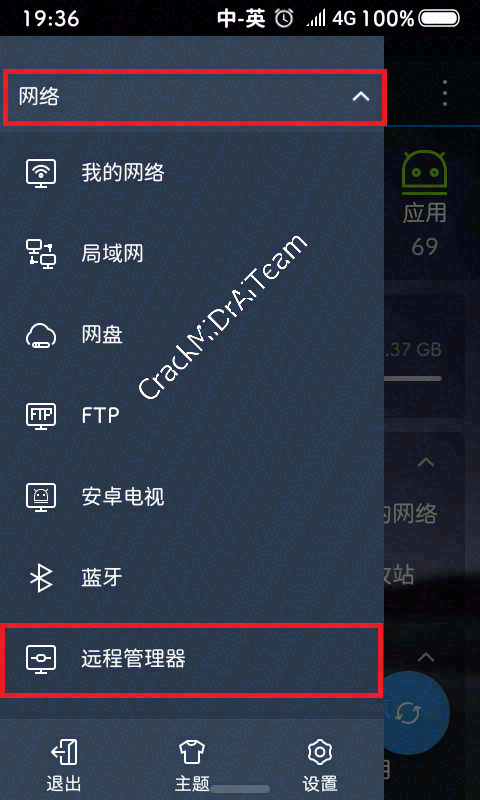 19:36 中-英 4G 100%
网络
我的网络
应用
69
局域网
CrackMiDrAiTeam
网盘
.37 GB
FTP
FTP
安卓电视
的网络
蓝牙
收站
远程管理器
退出
主题
设置